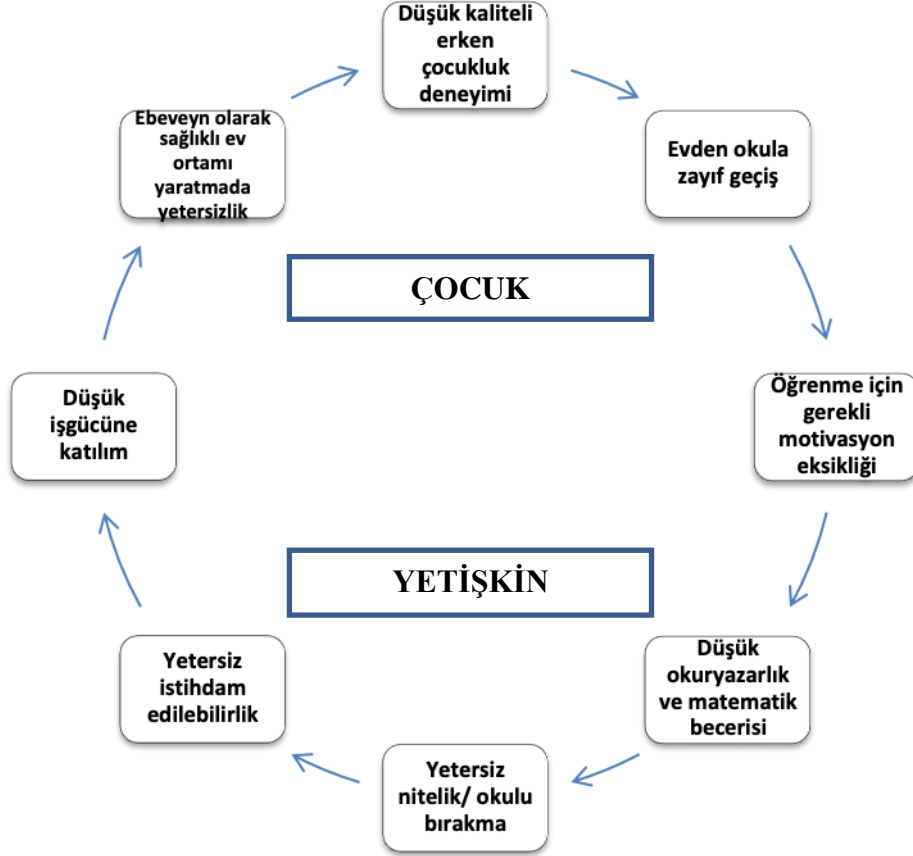 Düşük kaliteli
erken
çocukluk
deneyimi
Evden okula
zayıf geçiş
Öğrenme için
gerekli
motivasyon
eksikliği
Düşük
okuryazarlık
ve matematik
becerisi
Yetersiz
nitelik/ okulu
bırakma
Yetersiz
istihdam
edilebilirlik
Düşük
işgücüne
katılım
Ebeveyn olarak
sağlıklı ev
ortamı
yaratmada
yetersizlik
ÇOCUK
YETİŞKİN